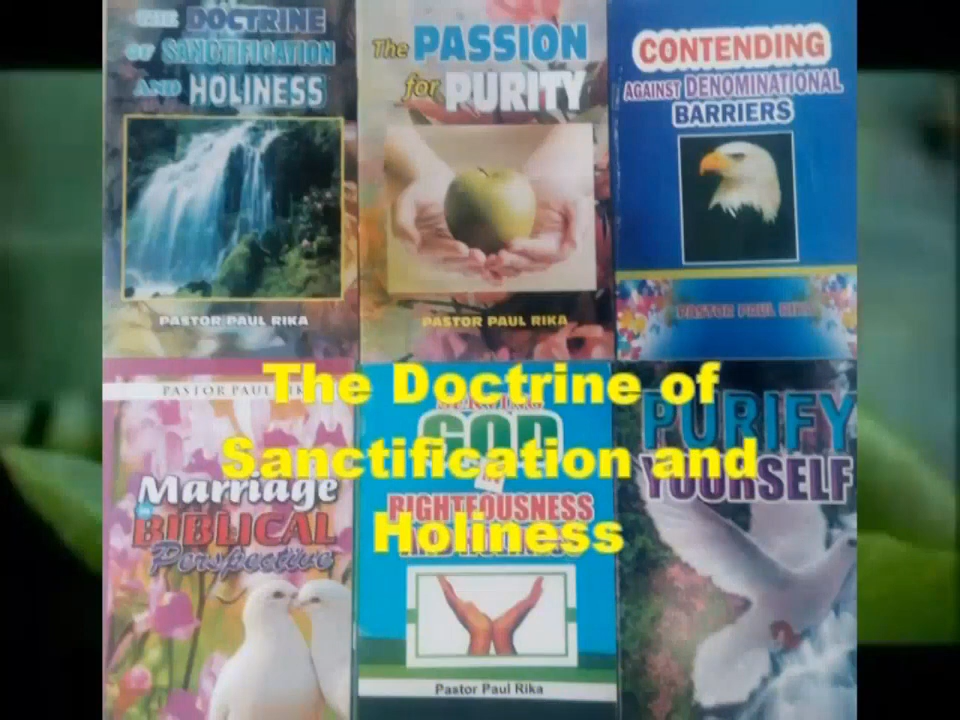 THE DOCTRINE
OF SANCTIFICATION
AND HOLINESS
PASTOR PAUL RIKA
The PASSION
for PURITY
PASTOR PAUL RIKA
CONTENDING
AGAINST DENOMINATIONAL
BARRIERS
PASTOR PAUL RIKA
The Doctrine of
Sanctification and
Holiness
PASTOR PAUL
Marriage
BIBLICAL
Perspective
GOD
IN
RIGHTEOUSNESS
Pastor Paul Rika
PURIFY
YOURSELF